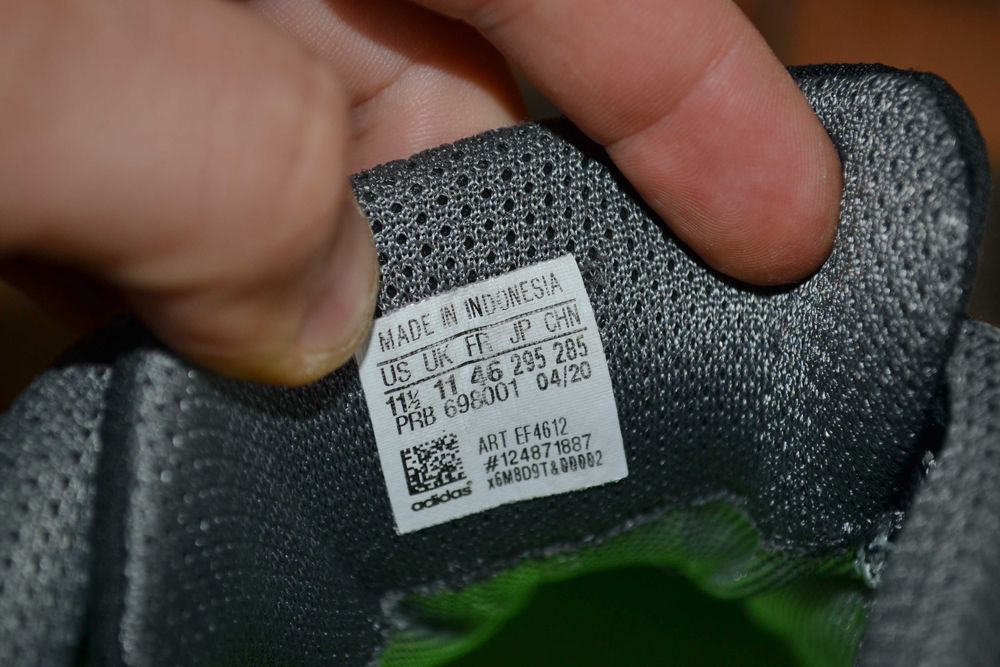 MADE IN INDONESIA
US UK FR JP CHN
11½ 11 46 295 285
PRB 698001 04/20
ART EF4612
#124871887
x6M8D9T&00002
adidas